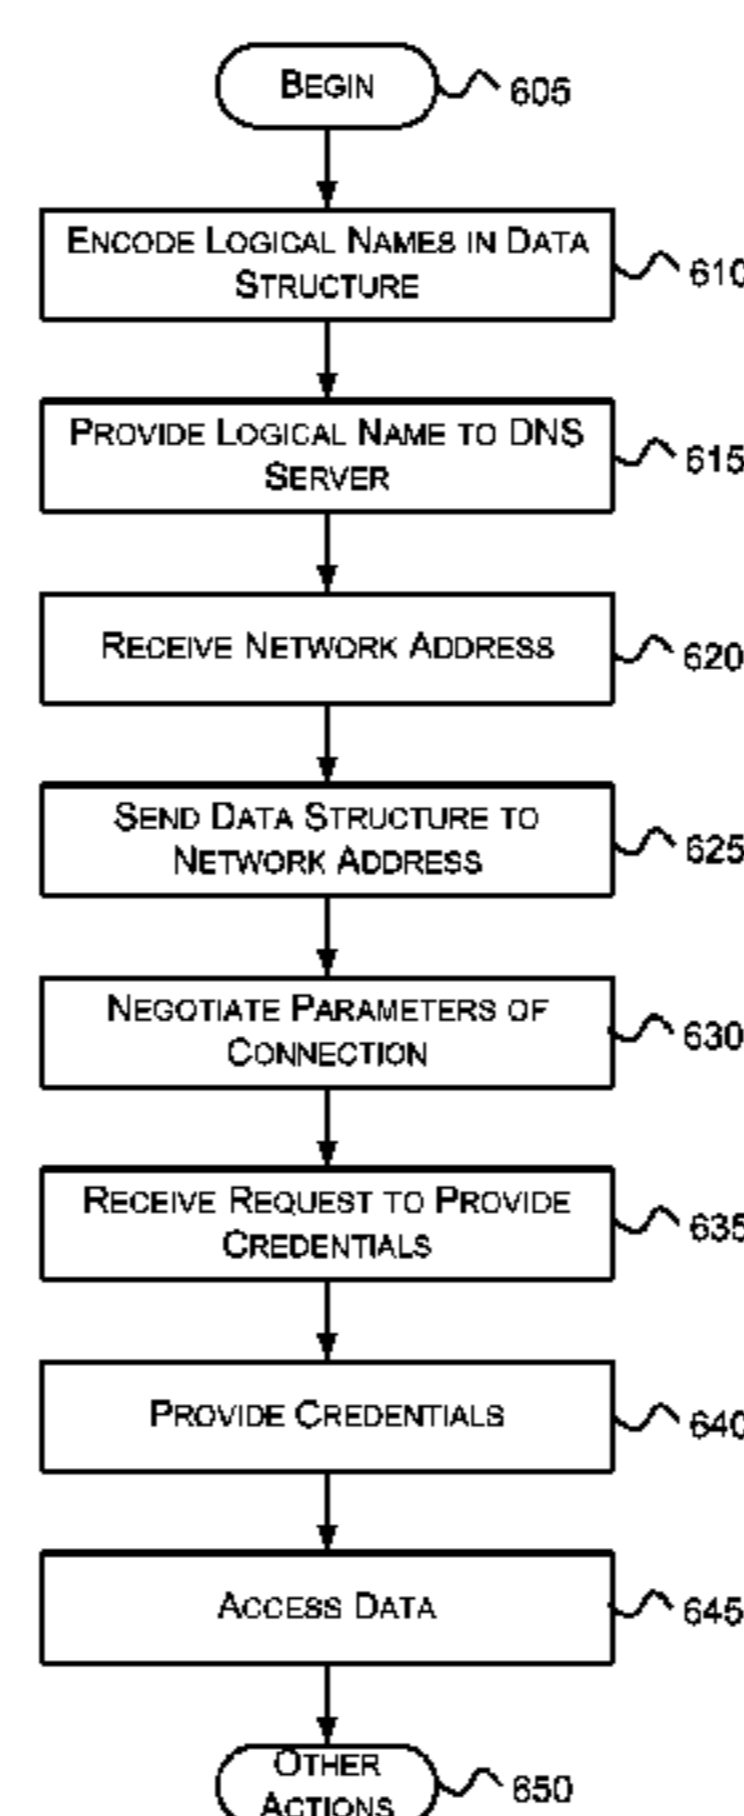 BEGIN
605
ENCODE LOGICAL NAMES IN DATA
STRUCTURE
610
PROVIDE LOGICAL NAME TO DNS
SERVER
615
RECEIVE NETWORK ADDRESS
620
SEND DATA STRUCTURE TO
NETWORK ADDRESS
625
NEGOTIATE PARAMETERS OF
CONNECTION
630
RECEIVE REQUEST TO PROVIDE
CREDENTIALS
635
PROVIDE CREDENTIALS
640
ACCESS DATA
645
OTHER
ACTIONS
650